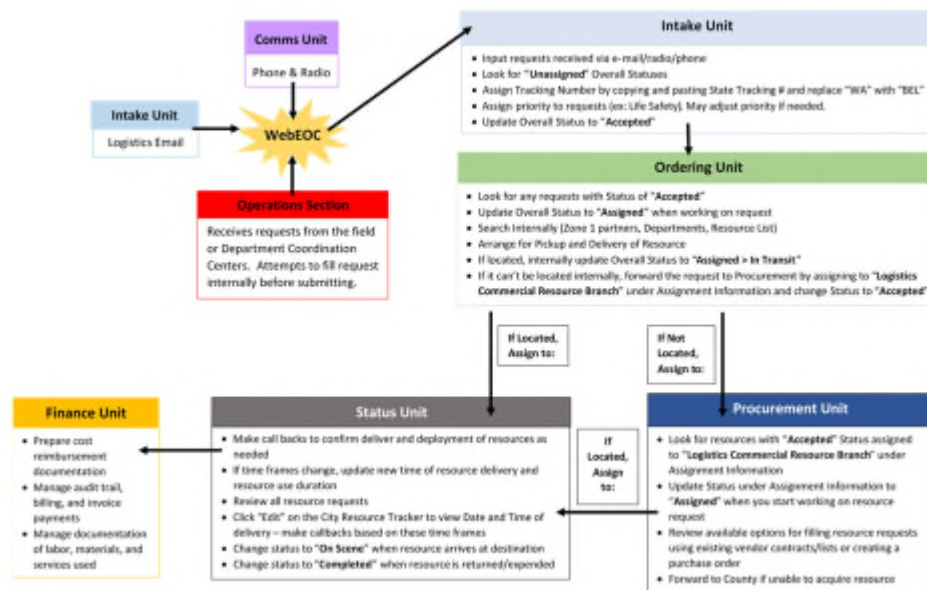 Comms Unit
Phone & Radio
Intake Unit
Logistics Email
WebEOC
Operations Section
Receives requests from the field
or Department Coordination
Centers. Attempts to fill request
internally before submitting.
Intake Unit
• Input requests received via e-mail/radio/phone
• Look for "Unassigned" Overall Statuses
• Assign Tracking Number by copying and pasting State Tracking # and replace "WA" with "BEL"
• Assign priority to requests (ex: Life Safety). May adjust priority if needed.
• Update Overall Status to "Accepted"
Ordering Unit
• Look for any requests with Status of "Accepted"
• Update Overall Status to "Assigned" when working on request
• Search Internally (Zone 1 partners, Departments, Resource List)
• Arrange for Pickup and Delivery of Resource
• If located, internally update Overall Status to "Assigned > In Transit"
• If it can't be located internally, forward the request to Procurement by assigning to "Logistics
Commercial Resource Branch" under Assignment Information and change Status to "Accepted"
If Located,
Assign to:
If Not
Located,
Assign to:
Finance Unit
• Prepare cost
reimbursement
documentation
• Manage audit trail,
billing, and invoice
payments
• Manage documentation
of labor, materials, and
services used
Status Unit
• Make call backs to confirm deliver and deployment of resources as
needed
• If time frames change, update new time of resource delivery and
resource use duration
• Review all resource requests
• Click "Edit" on the City Resource Tracker to view Date and Time of
delivery – make callbacks based on these time frames
• Change status to "On Scene" when resource arrives at destination
• Change status to "Completed" when resource is returned/expended
If
Located,
Assign
to:
Procurement Unit
• Look for resources with "Accepted" Status assigned
to "Logistics Commercial Resource Branch" under
Assignment Information
• Update Status under Assignment Information to
"Assigned" when you start working on resource
request
• Review available options for filling resource requests
using existing vendor contracts/lists or creating a
purchase order
• Forward to County if unable to acquire resource